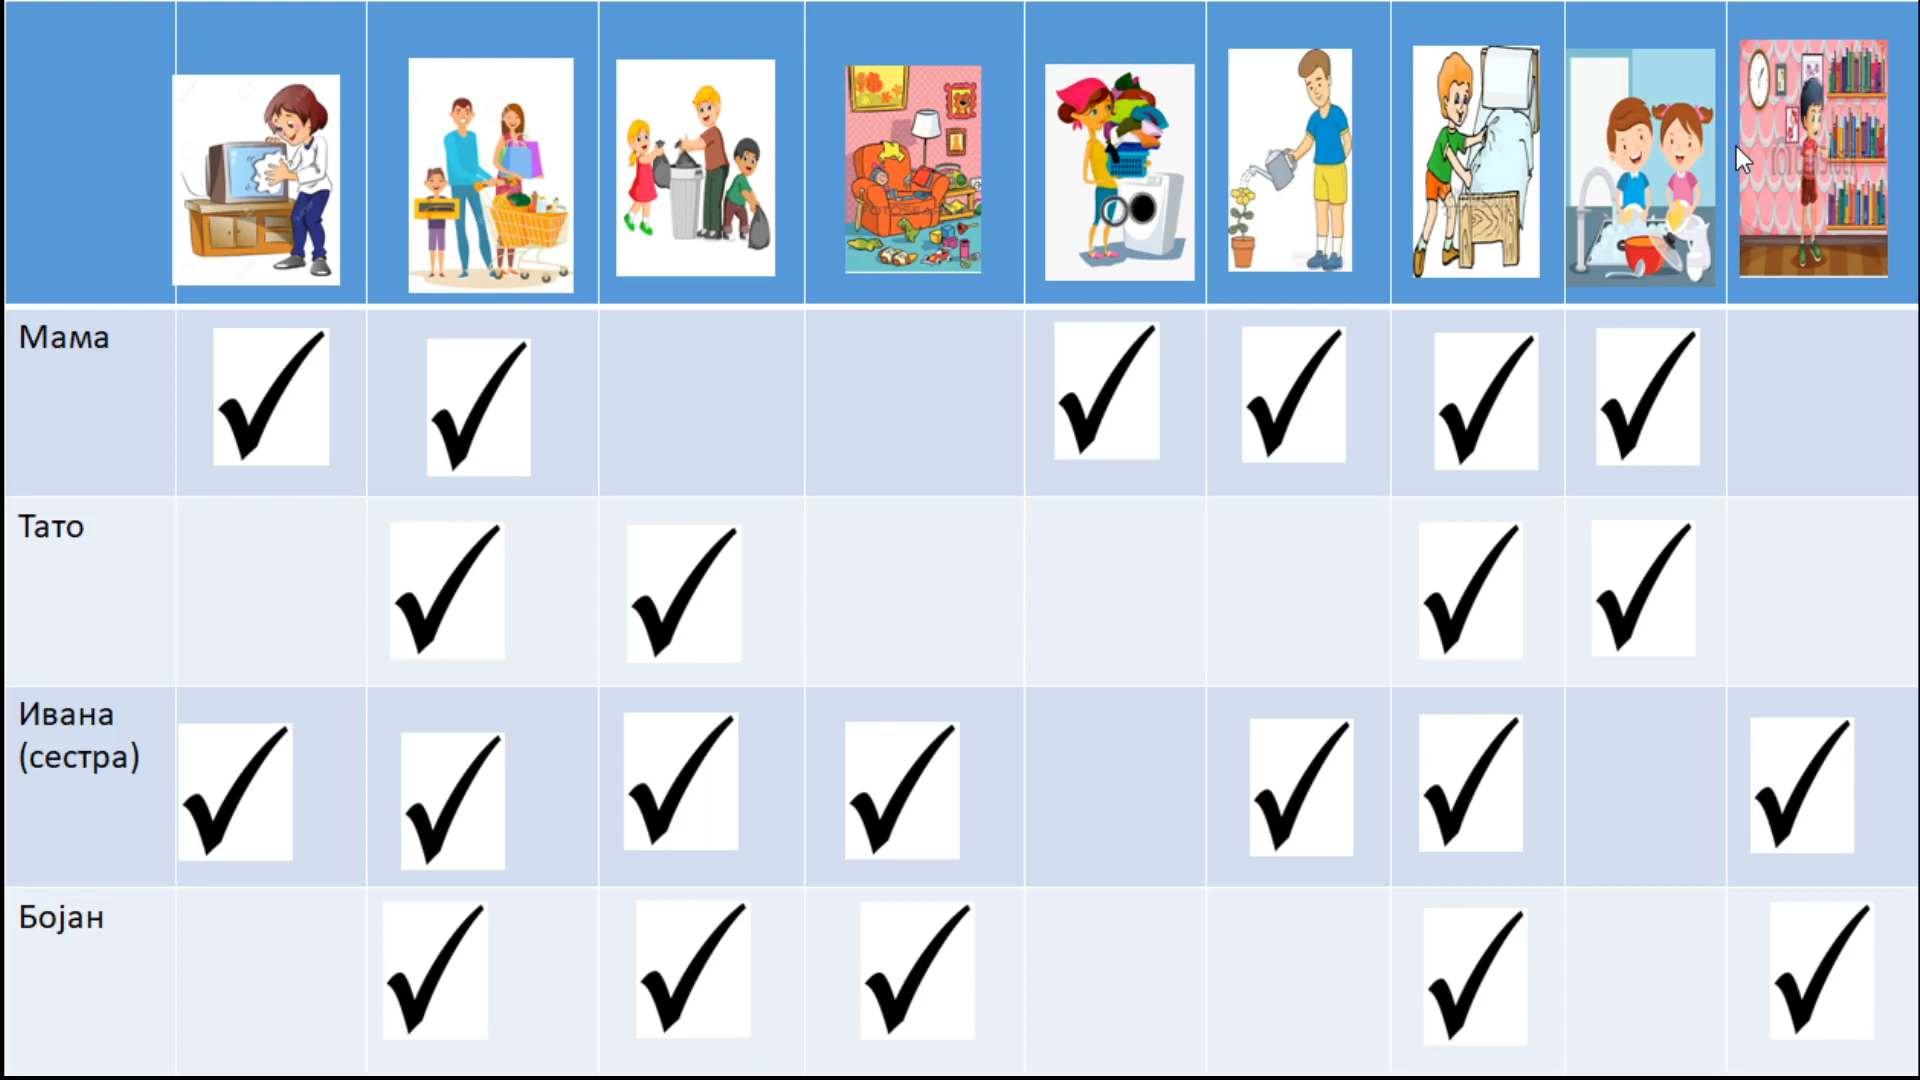 Мама
Тато
Ивана
(сестра)
Бојан